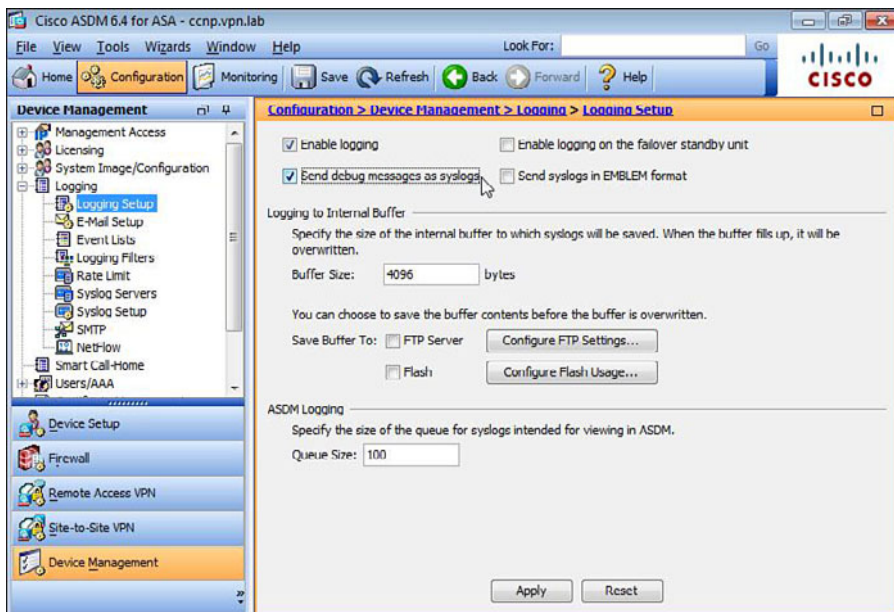 Cisco ASDM 6.4 for ASA - ccnp.vpn.lab
File View Tools Wizards Window Help Look For: Go
Home Configuration Monitoring Save Refresh Back Forward Help
CISCO
Device Management
Management Access
Licensing
System Image/Configuration
Logging
Logging Setup
E-Mail Setup
Event Lists
Logging Filters
Rate Limit
Syslog Servers
Syslog Setup
SMTP
NetFlow
Smart Call-Home
Users/AAA
Device Setup
Firewall
Remote Access VPN
Site-to-Site VPN
Device Management
Configuration > Device Management > Logging > Logging Setup
Enable logging Enable logging on the failover standby unit
Send debug messages as syslogs Send syslogs in EMBLEM format
Logging to Internal Buffer
Specify the size of the internal buffer to which syslogs will be saved. When the buffer fills up, it will be
overwritten.
Buffer Size: 4096 bytes
You can choose to save the buffer contents before the buffer is overwritten.
Save Buffer To: FTP Server Configure FTP Settings...
Flash Configure Flash Usage...
ASDM Logging
Specify the size of the queue for syslogs intended for viewing in ASDM.
Queue Size: 100
Apply Reset